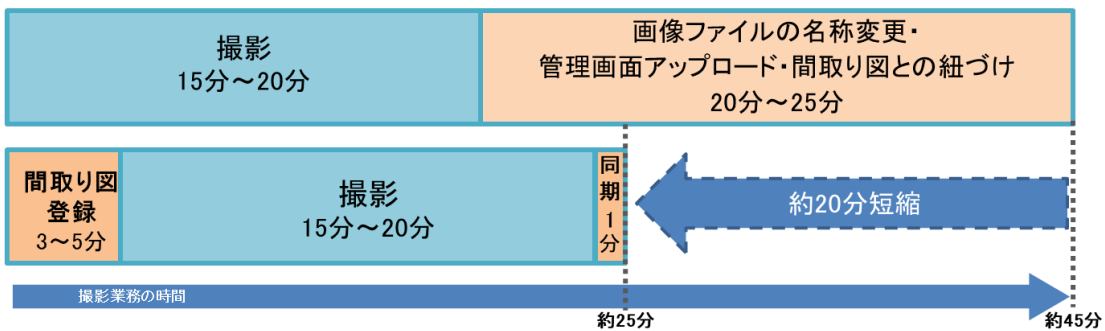 撮影
15分～20分
画像ファイルの名称変更・
管理画面アップロード・間取り図との紐づけ
20分～25分
間取り図
登録
3～5分
撮影
15分～20分
同
期
1
分
約20分短縮
撮影業務の時間
約25分
約45分